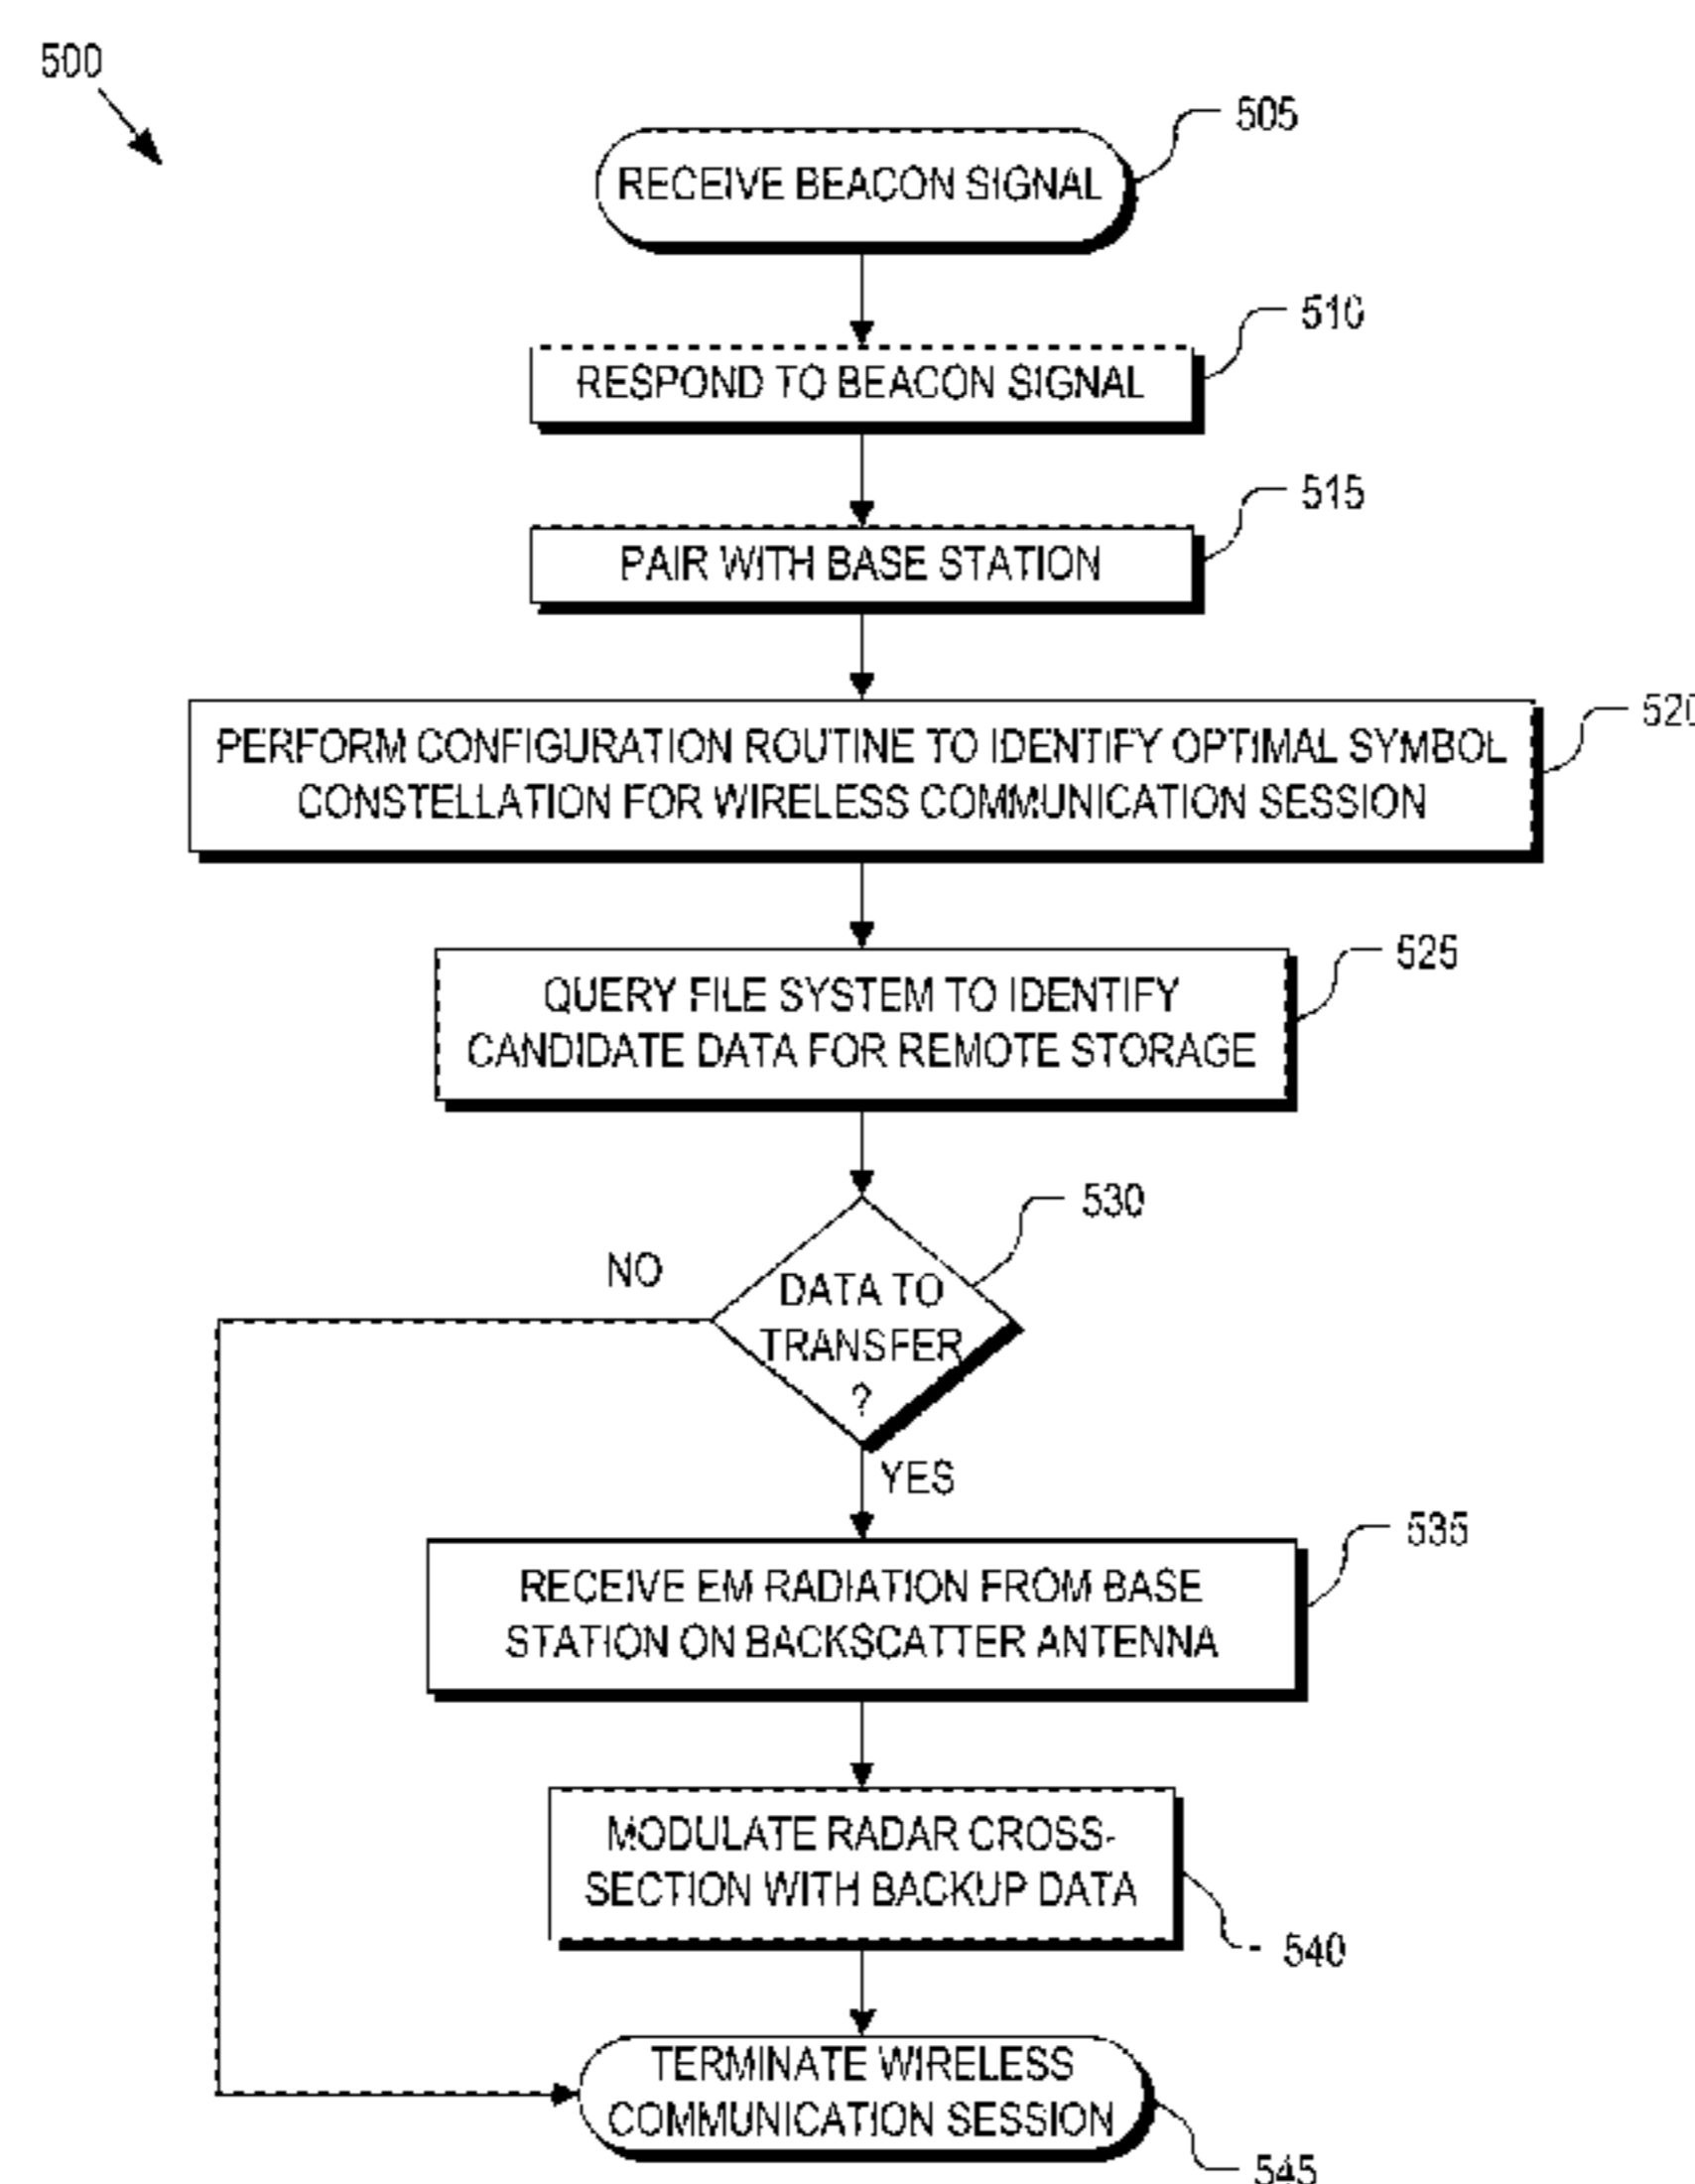 500
505
RECEIVE BEACON SIGNAL
510
RESPOND TO BEACON SIGNAL
515
PAIR WITH BASE STATION
520
PERFORM CONFIGURATION ROUTINE TO IDENTIFY OPTIMAL SYMBOL
CONSTELLATION FOR WIRELESS COMMUNICATION SESSION
525
QUERY FILE SYSTEM TO IDENTIFY
CANDIDATE DATA FOR REMOTE STORAGE
530
NO
DATA TO
TRANSFER
?
YES
535
RECEIVE EM RADIATION FROM BASE
STATION ON BACKSCATTER ANTENNA
MODULATE RADAR CROSS-
SECTION WITH BACKUP DATA
540
TERMINATE WIRELESS
COMMUNICATION SESSION
545